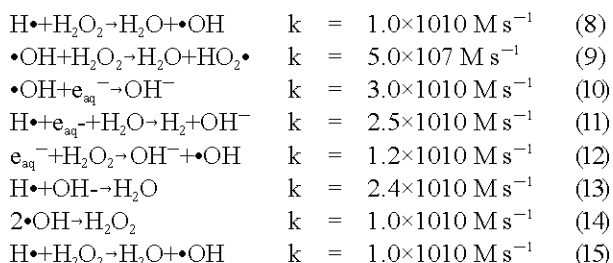 H•+H₂O₂→H₂O+•OH k = 1.0×1010 M s⁻¹ (8)
•OH+H₂O₂→H₂O+HO₂• k = 5.0×107 M s⁻¹ (9)
•OH+eₐq⁻→OH⁻ k = 3.0×1010 M s⁻¹ (10)
H•+eₐq-+H₂O→H₂+OH⁻ k = 2.5×1010 M s⁻¹ (11)
eₐq⁻+H₂O₂→OH⁻+•OH k = 1.2×1010 M s⁻¹ (12)
H•+OH-→H₂O k = 2.4×1010 M s⁻¹ (13)
2•OH→H₂O₂ k = 1.0×1010 M s⁻¹ (14)
H•+H₂O₂→H₂O+•OH k = 1.0×1010 M s⁻¹ (15)